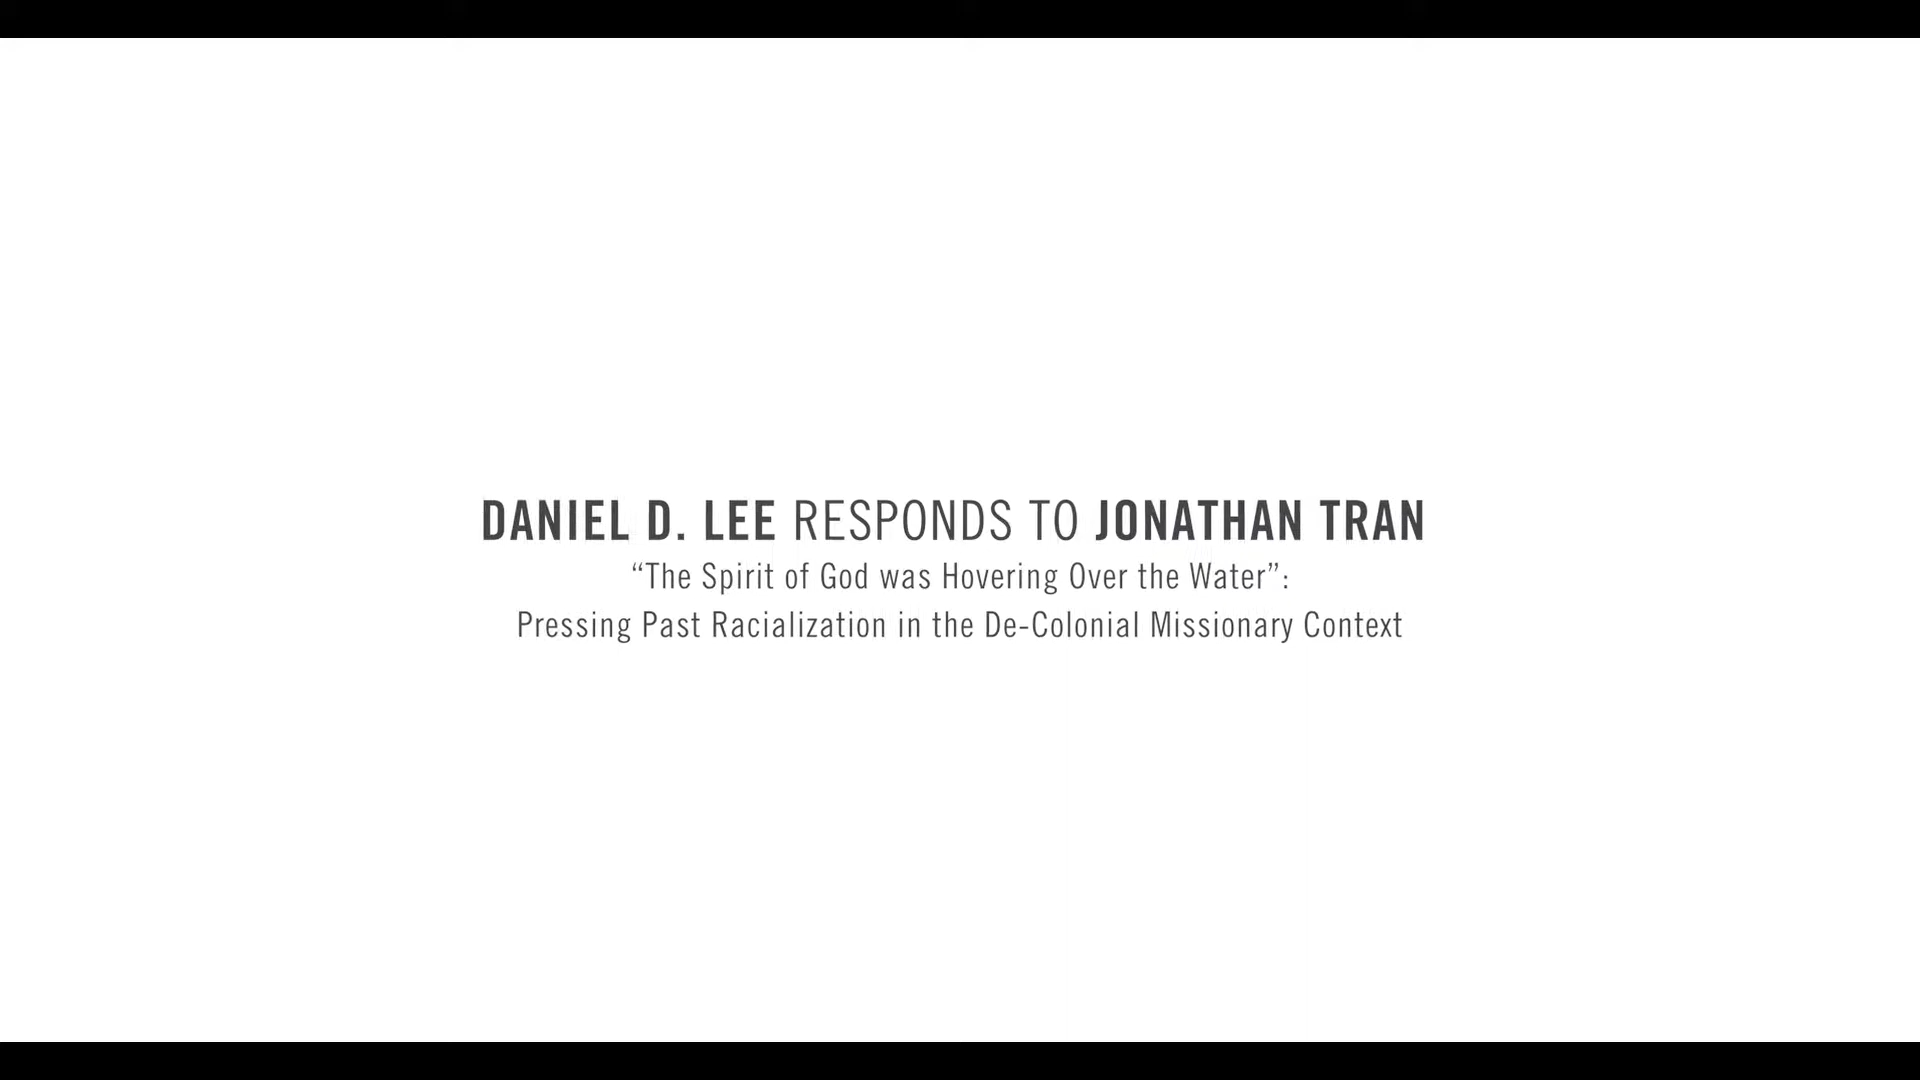 DANIEL D. LEE RESPONDS TO JONATHAN TRAN
“The Spirit of God was Hovering Over the Water”:
Pressing Past Racialization in the De-Colonial Missionary Context